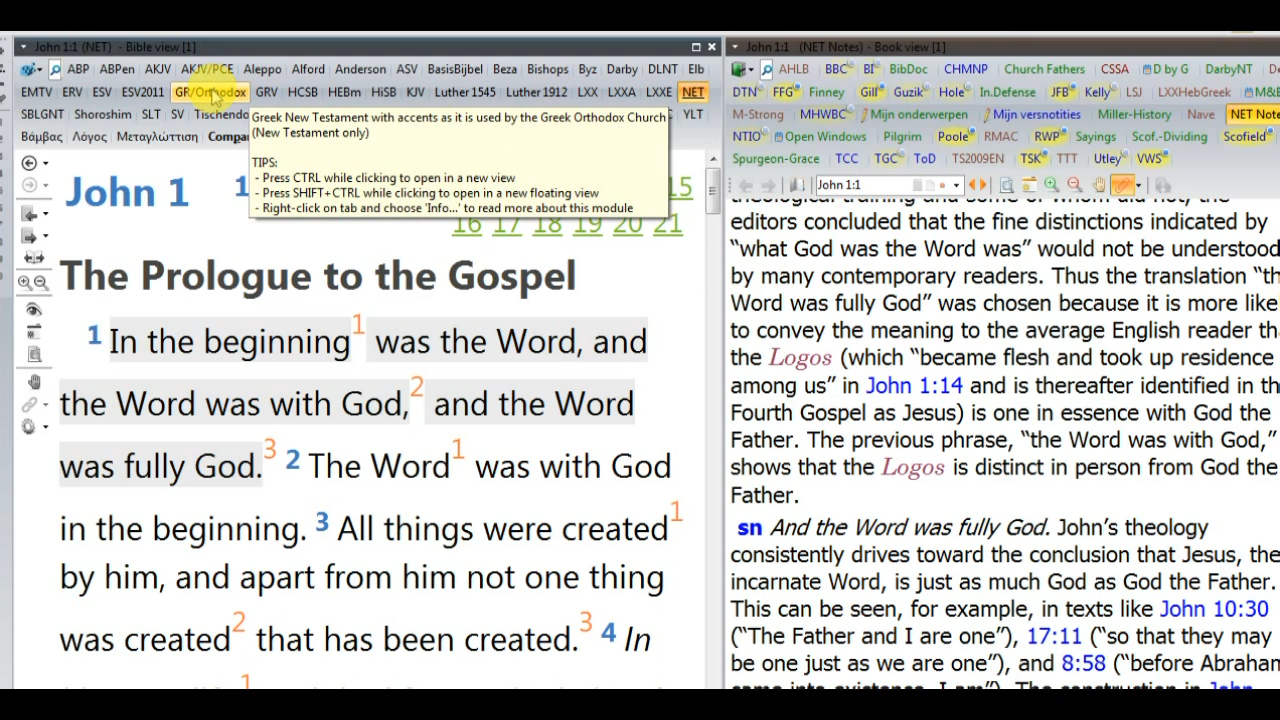 John 1:1 (NET) - Bible view [1]
ABP ABPen AKJV AKJV/PCE Aleppo Alford Anderson ASV BasisBijbel Beza Bishops Byz Darby DLNT Elb
EMTV ERV ESV ESV2011 GR/Orthodox GRV HCSB HEBm HiSB KJV Luther 1545 Luther 1912 LXX LXXA LXXE NET
SBLGNT Shoroshim SLT SV Tischendo
YLT
Βάμβας Λόγος Μεταγλώττιση Compa
Greek New Testament with accents as it is used by the Greek Orthodox Church
(New Testament only)
TIPS:
- Press CTRL while clicking to open in a new view
- Press SHIFT+CTRL while clicking to open in a new floating view
- Right-click on tab and choose 'Info...' to read more about this module
John 1 1 15
16 17 18 19 20 21
The Prologue to the Gospel
1 In the beginning1 was the Word, and
the Word was with God,2 and the Word
was fully God.3 2 The Word1 was with God
in the beginning. 3 All things were created1
by him, and apart from him not one thing
was created2 that has been created.3 4 In
John 1:1 (NET Notes) - Book view [1]
AHLB BBC BI BibDoc CHMNP Church Fathers CSSA D by G DarbyNT
DTN FFG Finney Gill Guzik Hole In.Defense JFB Kelly LSJ LXXHebGreek M&E
M-Strong MHWBC Mijn onderwerpen Mijn versnotities Miller-History Nave NET Notes
NTIO Open Windows Pilgrim Poole RMAC RWP Sayings Scof.-Dividing Scofield
Spurgeon-Grace TCC TGC ToD TS2009EN TSK TTT Utley VWS
John 1:1
theological training and some of whom did not, the
editors concluded that the fine distinctions indicated by
“what God was the Word was” would not be understood
by many contemporary readers. Thus the translation “the
Word was fully God” was chosen because it is more like
to convey the meaning to the average English reader tha
the Logos (which “became flesh and took up residence
among us” in John 1:14 and is thereafter identified in th
Fourth Gospel as Jesus) is one in essence with God the
Father. The previous phrase, “the Word was with God,”
shows that the Logos is distinct in person from God the
Father.
sn And the Word was fully God. John’s theology
consistently drives toward the conclusion that Jesus, the
incarnate Word, is just as much God as God the Father.
This can be seen, for example, in texts like John 10:30
(“The Father and I are one”), 17:11 (“so that they may
be one just as we are one”), and 8:58 (“before Abraham